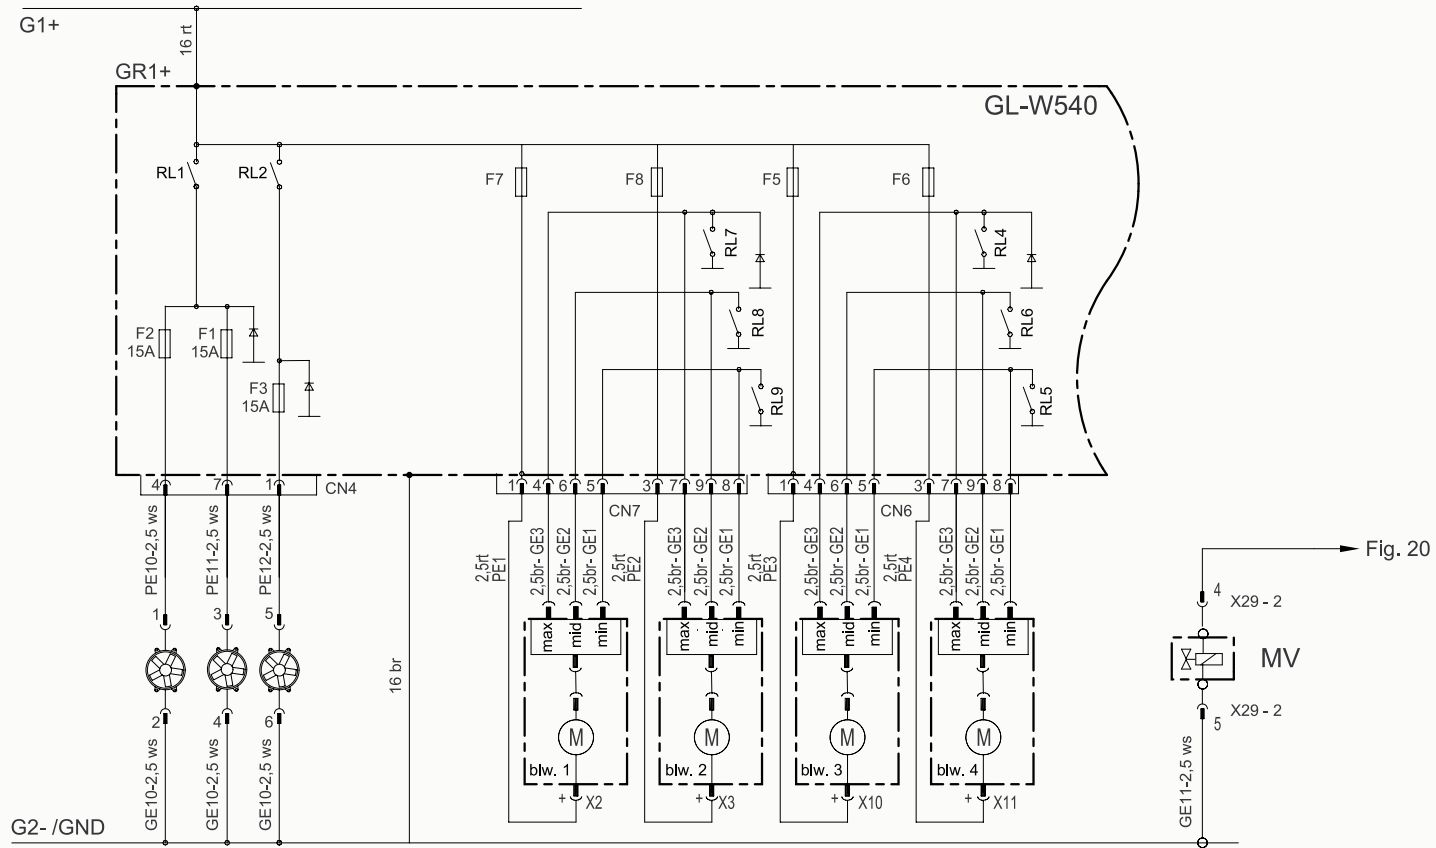 G1+
16 rt
GR1+
GL-W540
RL1
RL2
F7
F8
F5
F6
RL7
RL4
RL8
RL6
RL9
RL5
F2
15A
F1
15A
F3
15A
4
7
1
CN4
1
4
6
5
3
7
9
8
CN7
1
4
6
5
3
7
9
8
CN6
PE10-2,5 ws
PE11-2,5 ws
PE12-2,5 ws
2,5rt
PE1
2,5br- GE3
2,5br- GE2
2,5br- GE1
2,5rt
PE2
2,5br- GE3
2,5br- GE2
2,5br- GE1
2,5rt
PE3
2,5br- GE3
2,5br- GE2
2,5br- GE1
2,5rt
PE4
2,5br- GE3
2,5br- GE2
2,5br- GE1
Fig. 20
4
X29 - 2
1
3
5
max
mid
min
max
mid
min
max
mid
min
max
mid
min
MV
16 br
5
X29 - 2
2
4
6
M
M
M
M
blw. 1
blw. 2
blw. 3
blw. 4
GE10-2,5 ws
GE10-2,5 ws
GE10-2,5 ws
GE11-2,5 ws
+ X2
+ X3
+ X10
+ X11
G2- /GND